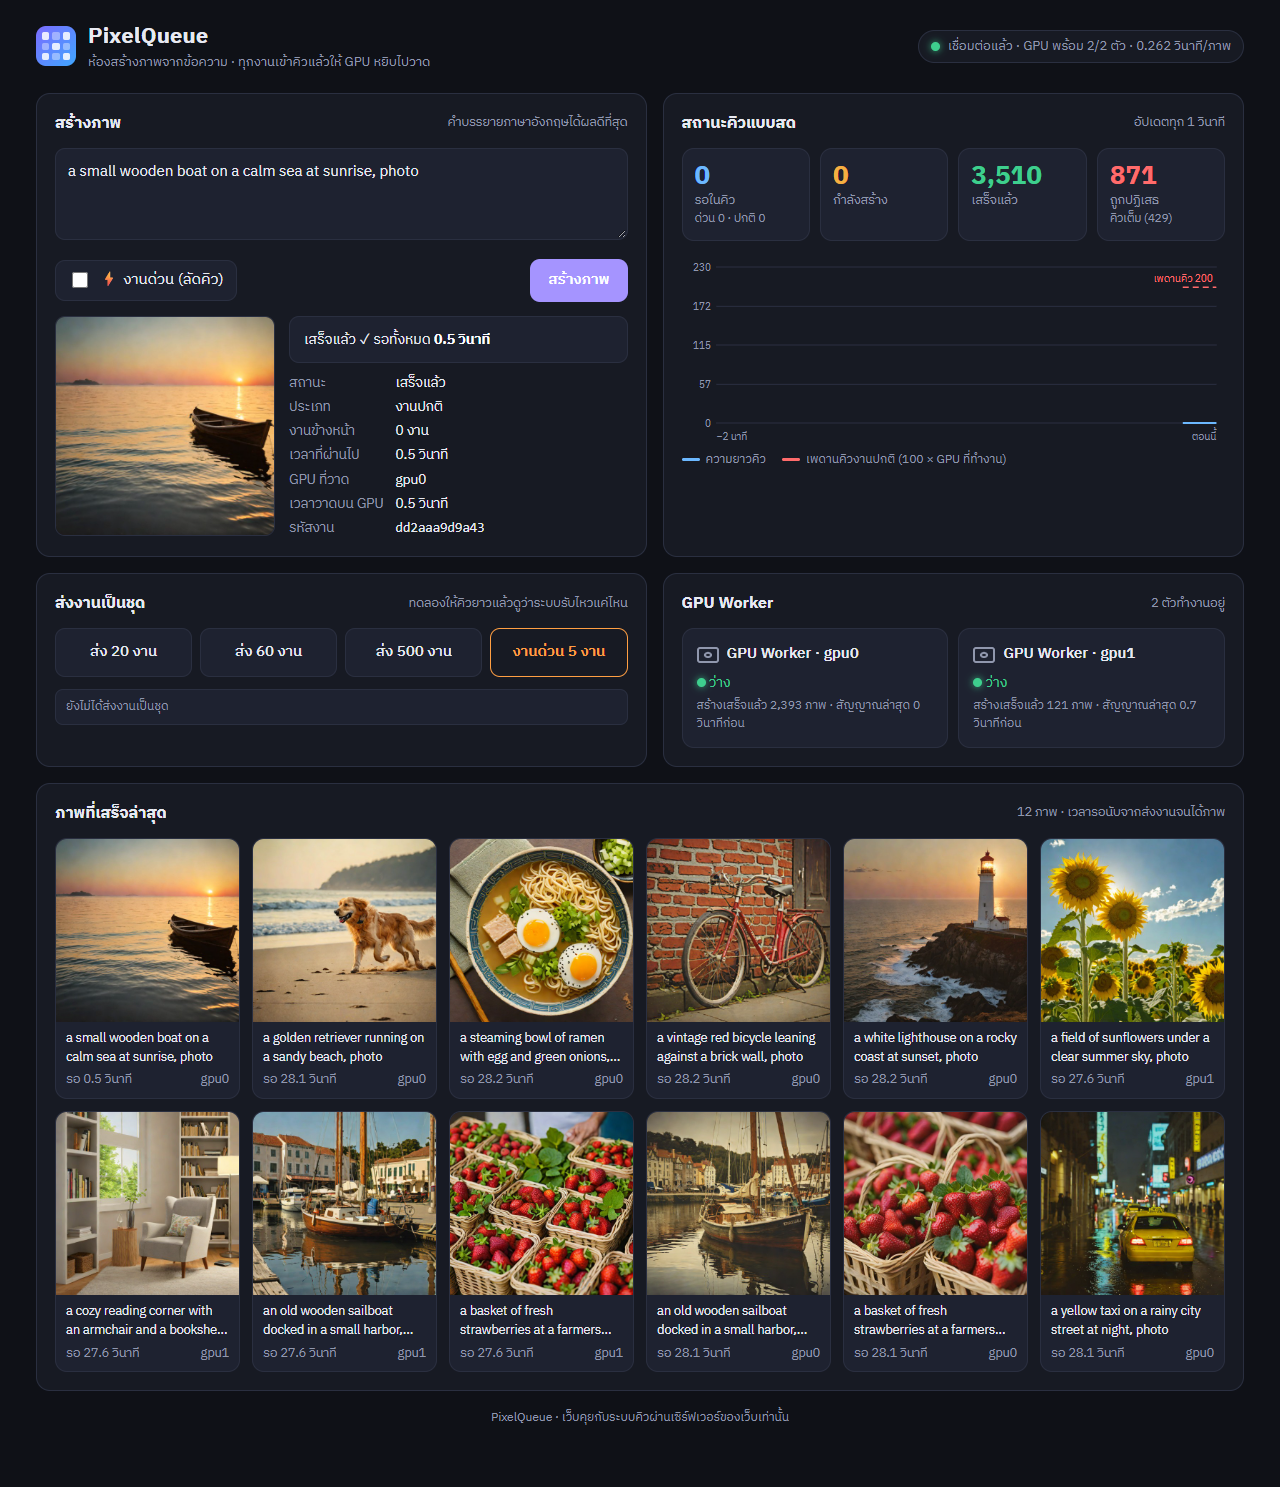 PixelQueue
ห้องสร้างภาพจากข้อความ · ทุกงานเข้าคิวแล้วให้ GPU หยิบไปวาด
เชื่อมต่อแล้ว · GPU พร้อม 2/2 ตัว · 0.262 วินาที/ภาพ
สร้างภาพ
คำบรรยายภาษาอังกฤษได้ผลดีที่สุด
a small wooden boat on a calm sea at sunrise, photo
งานด่วน (ลัดคิว)
สร้างภาพ
เสร็จแล้ว ✓ รอทั้งหมด 0.5 วินาที
สถานะ เสร็จแล้ว
ประเภท งานปกติ
งานข้างหน้า 0 งาน
เวลาที่ผ่านไป 0.5 วินาที
GPU ที่วาด gpu0
เวลาวาดบน GPU 0.5 วินาที
รหัสงาน dd2aaa9d9a43
สถานะคิวแบบสด
อัปเดตทุก 1 วินาที
0
รอในคิว
ด่วน 0 · ปกติ 0
0
กำลังสร้าง
3,510
เสร็จแล้ว
871
ถูกปฏิเสธ
คิวเต็ม (429)
230
เพดานคิว 200
172
115
57
0
−2 นาที
ตอนนี้
ความยาวคิว
เพดานคิวงานปกติ (100 × GPU ที่ทำงาน)
ส่งงานเป็นชุด
ทดลองให้คิวยาวแล้วดูว่าระบบรับไหวแค่ไหน
ส่ง 20 งาน
ส่ง 60 งาน
ส่ง 500 งาน
งานด่วน 5 งาน
ยังไม่ได้ส่งงานเป็นชุด
GPU Worker
2 ตัวทำงานอยู่
GPU Worker · gpu0
ว่าง
สร้างเสร็จแล้ว 2,393 ภาพ · สัญญาณล่าสุด 0
วินาทีก่อน
GPU Worker · gpu1
ว่าง
สร้างเสร็จแล้ว 121 ภาพ · สัญญาณล่าสุด 0.7
วินาทีก่อน
ภาพที่เสร็จล่าสุด
12 ภาพ · เวลารอนับจากส่งงานจนได้ภาพ
a small wooden boat on a
calm sea at sunrise, photo
รอ 0.5 วินาที gpu0
a golden retriever running on
a sandy beach, photo
รอ 28.1 วินาที gpu0
a steaming bowl of ramen
with egg and green onions,...
รอ 28.2 วินาที gpu0
a vintage red bicycle leaning
against a brick wall, photo
รอ 28.2 วินาที gpu0
a white lighthouse on a rocky
coast at sunset, photo
รอ 28.2 วินาที gpu0
a field of sunflowers under a
clear summer sky, photo
รอ 27.6 วินาที gpu1
a cozy reading corner with
an armchair and a bookshe...
รอ 27.6 วินาที gpu1
an old wooden sailboat
docked in a small harbor,...
รอ 27.6 วินาที gpu1
a basket of fresh
strawberries at a farmers...
รอ 27.6 วินาที gpu1
an old wooden sailboat
docked in a small harbor,...
รอ 28.1 วินาที gpu0
a basket of fresh
strawberries at a farmers...
รอ 28.1 วินาที gpu0
a yellow taxi on a rainy city
street at night, photo
รอ 28.1 วินาที gpu0
PixelQueue · เว็บคุยกับระบบคิวผ่านเซิร์ฟเวอร์ของเว็บเท่านั้น